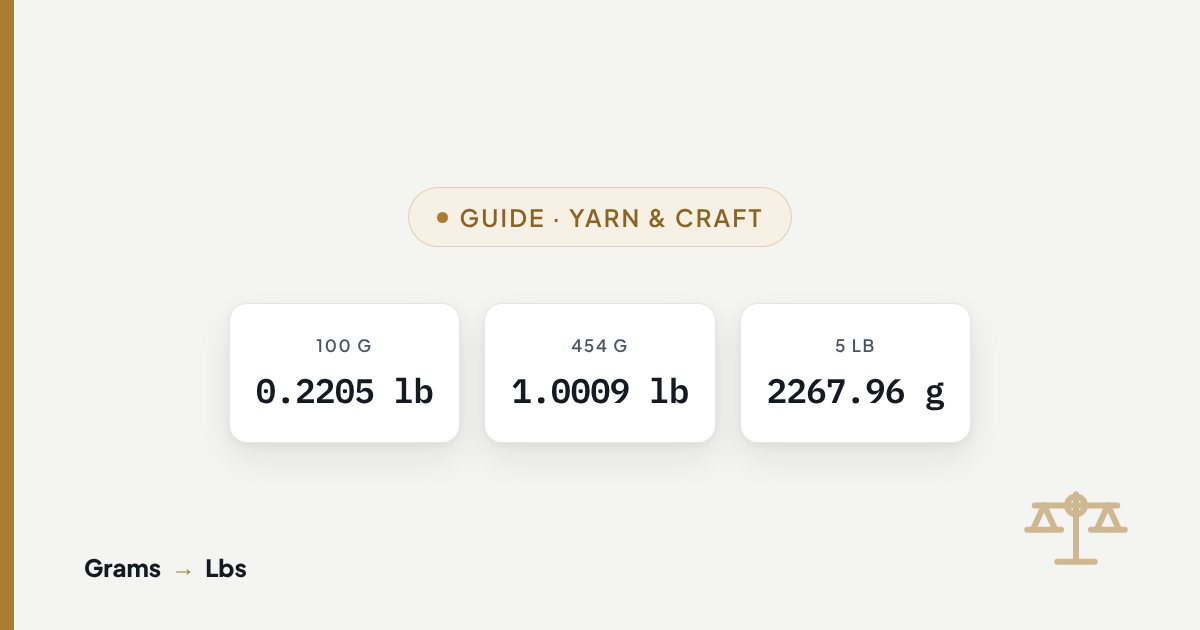 GUIDE · YARN & CRAFT
100 G
0.2205 lb
454 G
1.0009 lb
5 LB
2267.96 g
Grams → Lbs